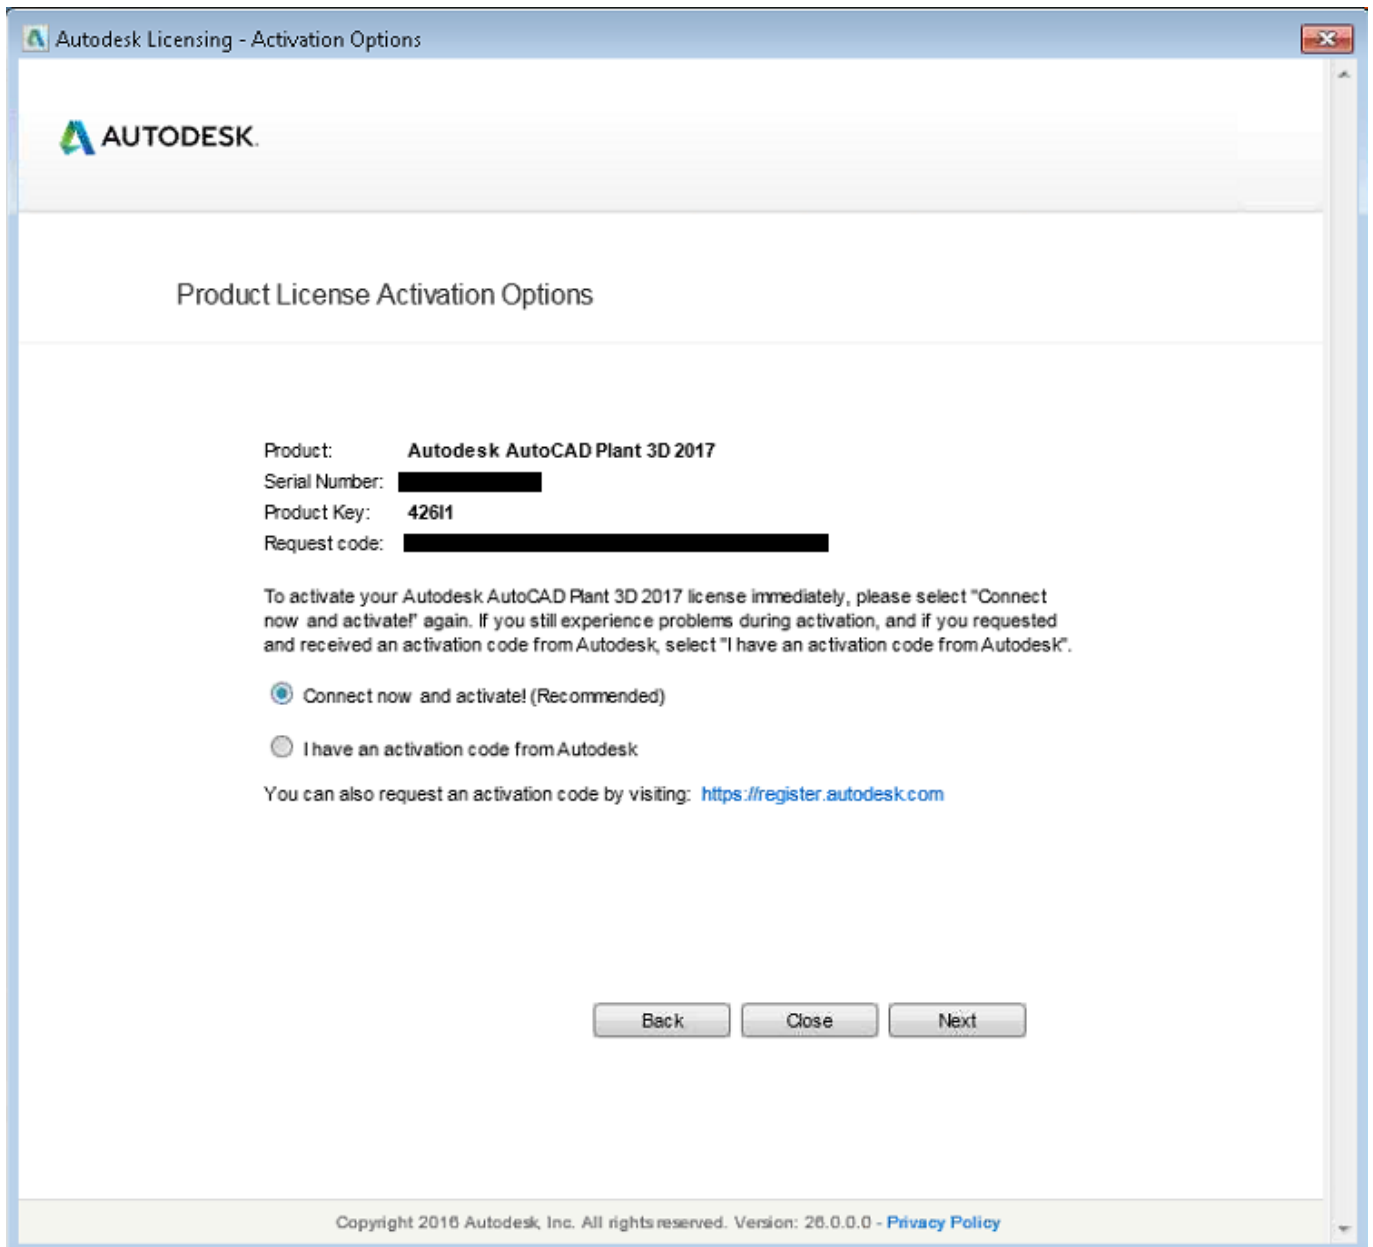 Autodesk Licensing - Activation Options
AUTODESK.
Product License Activation Options
Product: Autodesk AutoCAD Plant 3D 2017
Serial Number:
Product Key: 426I1
Request code:
To activate your Autodesk AutoCAD Plant 3D 2017 license immediately, please select "Connect
now and activate!" again. If you still experience problems during activation, and if you requested
and received an activation code from Autodesk, select "I have an activation code from Autodesk".
Connect now and activate! (Recommended)
I have an activation code from Autodesk
You can also request an activation code by visiting: https://register.autodesk.com
Back Close Next
Copyright 2016 Autodesk, Inc. All rights reserved. Version: 26.0.0.0 - Privacy Policy